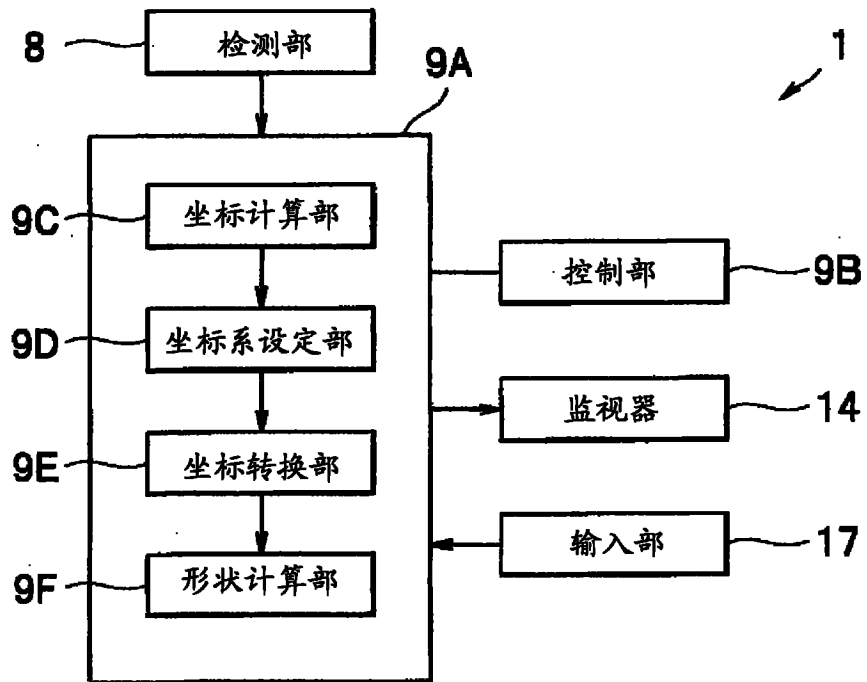 8
检测部
1
9A
9C
坐标计算部
控制部
9B
9D
坐标系设定部
监视器
14
9E
坐标转换部
输入部
17
9F
形状计算部